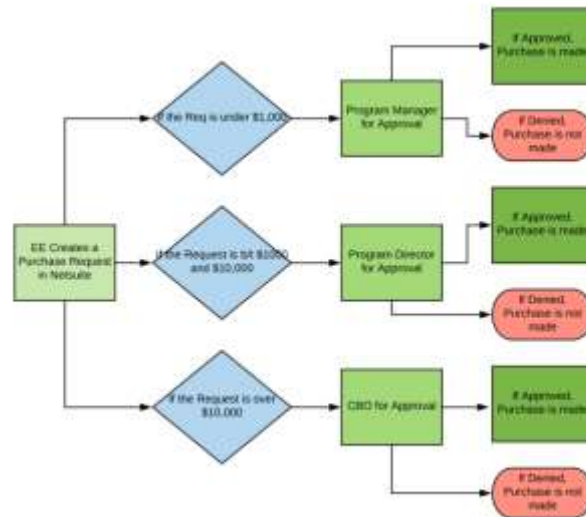 If Approved,
Purchase is made
If the Req is under $1,000
Program Manager
for Approval
If Denied,
Purchase is not
made
If Approved,
Purchase is made
EE Creates a
Purchase Request
in Netsuite
If the Request is b/t $1000
and $10,000
Program Director
for Approval
If Denied,
Purchase is not
made
If Approved,
Purchase is made
If the Request is over
$10,000
CBO for Approval
If Denied,
Purchase is not
made